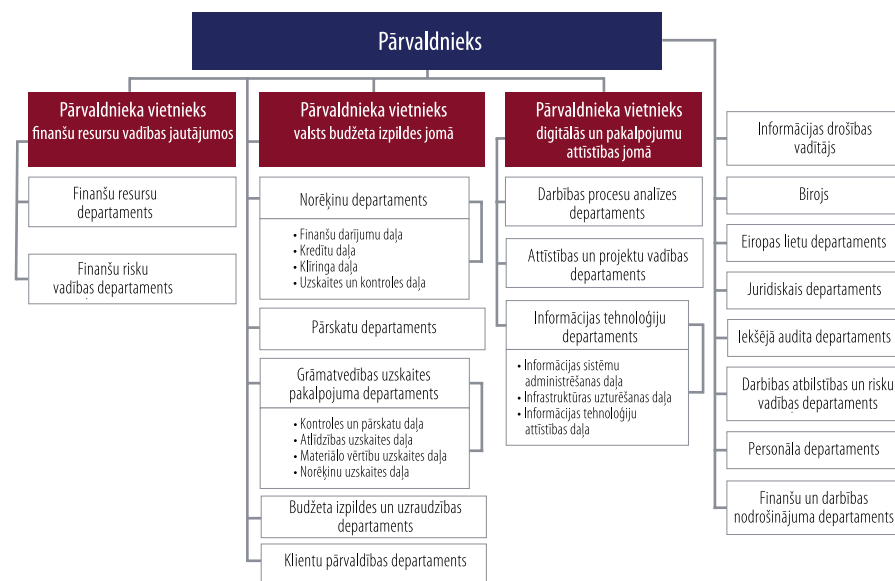 Pārvaldnieks
Pārvaldnieka vietnieks
finanšu resursu vadības jautājumos
Finanšu resursu
departaments
Finanšu risku
vadības departaments
Pārvaldnieka vietnieks
valsts budžeta izpildes jomā
Norēķinu departaments
• Finanšu darījumu daļa
• Kredītu daļa
• Klīringa daļa
• Uzskaites un kontroles daļa
Pārskatu departaments
Grāmatvedības uzskaites
pakalpojuma departaments
• Kontroles un pārskatu daļa
• Atlīdzības uzskaites daļa
• Materiālo vērtību uzskaites daļa
• Norēķinu uzskaites daļa
Budžeta izpildes un uzraudzības
departaments
Klientu pārvaldības departaments
Pārvaldnieka vietnieks
digitālās un pakalpojumu
attīstības jomā
Darbības procesu analīzes
departaments
Attīstības un projektu vadības
departaments
Informācijas tehnoloģiju
departaments
• Informācijas sistēmu
administrēšanas daļa
• Infrastruktūras uzturēšanas daļa
• Informācijas tehnoloģiju
attīstības daļa
Informācijas drošības
vadītājs
Birojs
Eiropas lietu departaments
Juridiskais departaments
Iekšējā audita departaments
Darbibas atbilstības un risku
vadības departaments
Personāla departaments
Finanšu un darbības
nodrošinājuma departaments